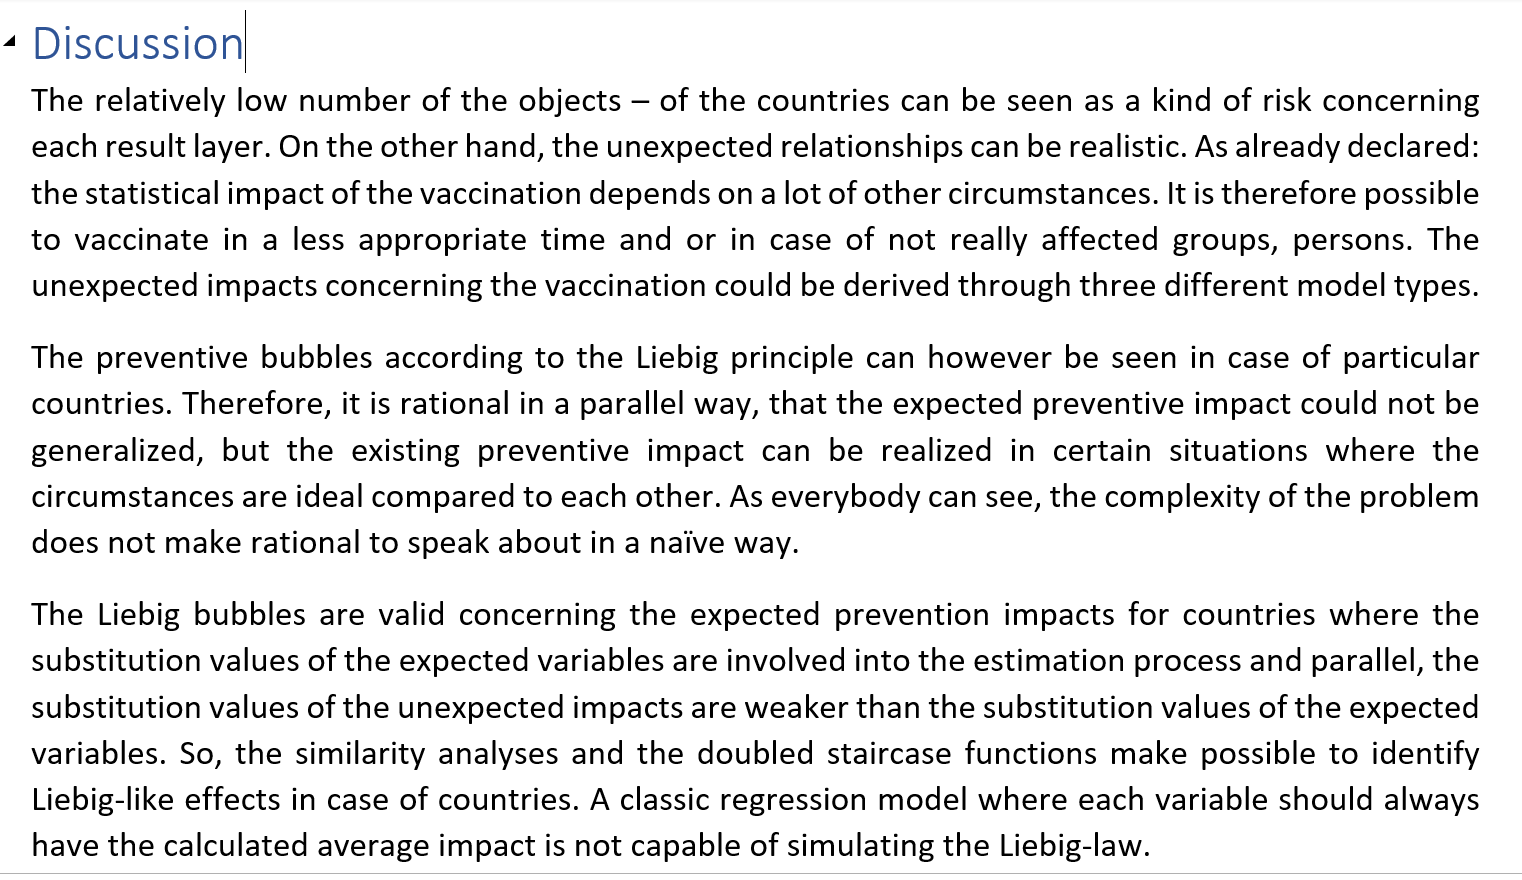 Discussion
The relatively low number of the objects – of the countries can be seen as a kind of risk concerning
each result layer. On the other hand, the unexpected relationships can be realistic. As already declared:
the statistical impact of the vaccination depends on a lot of other circumstances. It is therefore possible
to vaccinate in a less appropriate time and or in case of not really affected groups, persons. The
unexpected impacts concerning the vaccination could be derived through three different model types.
The preventive bubbles according to the Liebig principle can however be seen in case of particular
countries. Therefore, it is rational in a parallel way, that the expected preventive impact could not be
generalized, but the existing preventive impact can be realized in certain situations where the
circumstances are ideal compared to each other. As everybody can see, the complexity of the problem
does not make rational to speak about in a naïve way.
The Liebig bubbles are valid concerning the expected prevention impacts for countries where the
substitution values of the expected variables are involved into the estimation process and parallel, the
substitution values of the unexpected impacts are weaker than the substitution values of the expected
variables. So, the similarity analyses and the doubled staircase functions make possible to identify
Liebig-like effects in case of countries. A classic regression model where each variable should always
have the calculated average impact is not capable of simulating the Liebig-law.